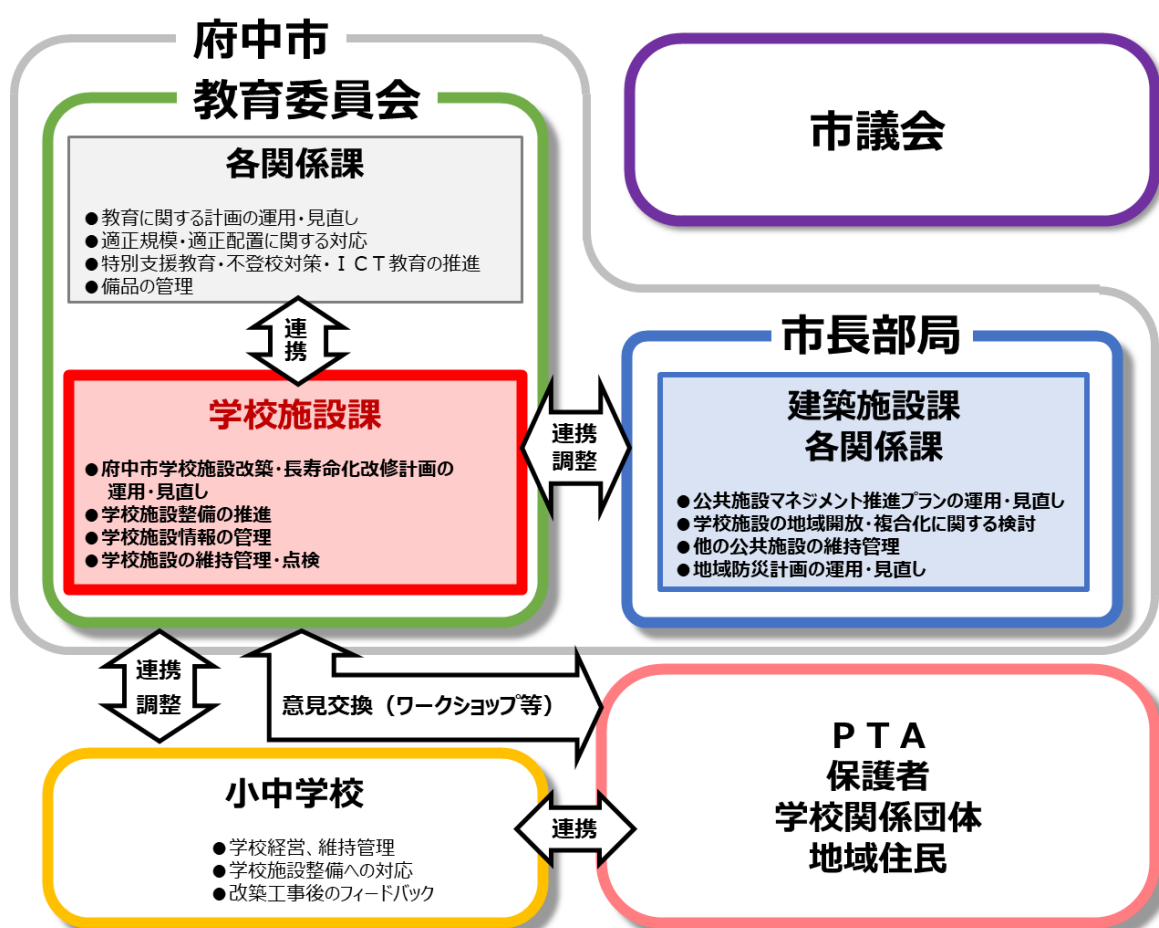 府中市
教育委員会
各関係課
●教育に関する計画の運用・見直し
●適正規模・適正配置に関する対応
●特別支援教育・不登校対策・ＩＣＴ教育の推進
●備品の管理
連
携
学校施設課
●府中市学校施設改築・長寿命化改修計画の
運用・見直し
●学校施設整備の推進
●学校施設情報の管理
●学校施設の維持管理・点検
市議会
連携
調整
市長部局
建築施設課
各関係課
●公共施設マネジメント推進プランの運用・見直し
●学校施設の地域開放・複合化に関する検討
●他の公共施設の維持管理
●地域防災計画の運用・見直し
連携
調整
意見交換（ワークショップ等）
小中学校
●学校経営、維持管理
●学校施設整備への対応
●改築工事後のフィードバック
連携
ＰＴＡ
保護者
学校関係団体
地域住民